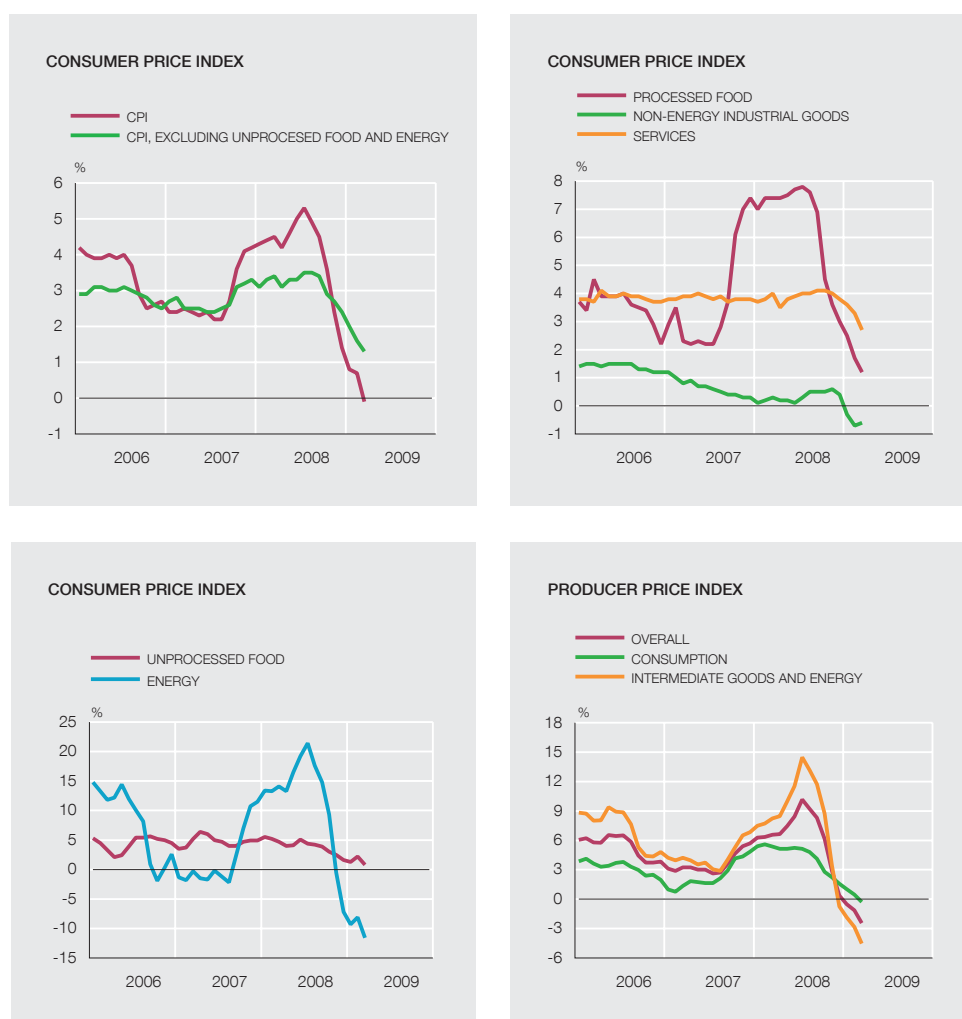 CONSUMER PRICE INDEX
CPI
CPI, EXCLUDING UNPROCESED FOOD AND ENERGY
%
6
5
4
3
2
1
0
-1
2006 2007 2008 2009
CONSUMER PRICE INDEX
PROCESSED FOOD
NON-ENERGY INDUSTRIAL GOODS
SERVICES
%
8
7
6
5
4
3
2
1
0
-1
2006 2007 2008 2009
CONSUMER PRICE INDEX
UNPROCESSED FOOD
ENERGY
%
25
20
15
10
5
0
-5
-10
-15
2006 2007 2008 2009
PRODUCER PRICE INDEX
OVERALL
CONSUMPTION
INTERMEDIATE GOODS AND ENERGY
%
18
15
12
9
6
3
0
-3
-6
2006 2007 2008 2009